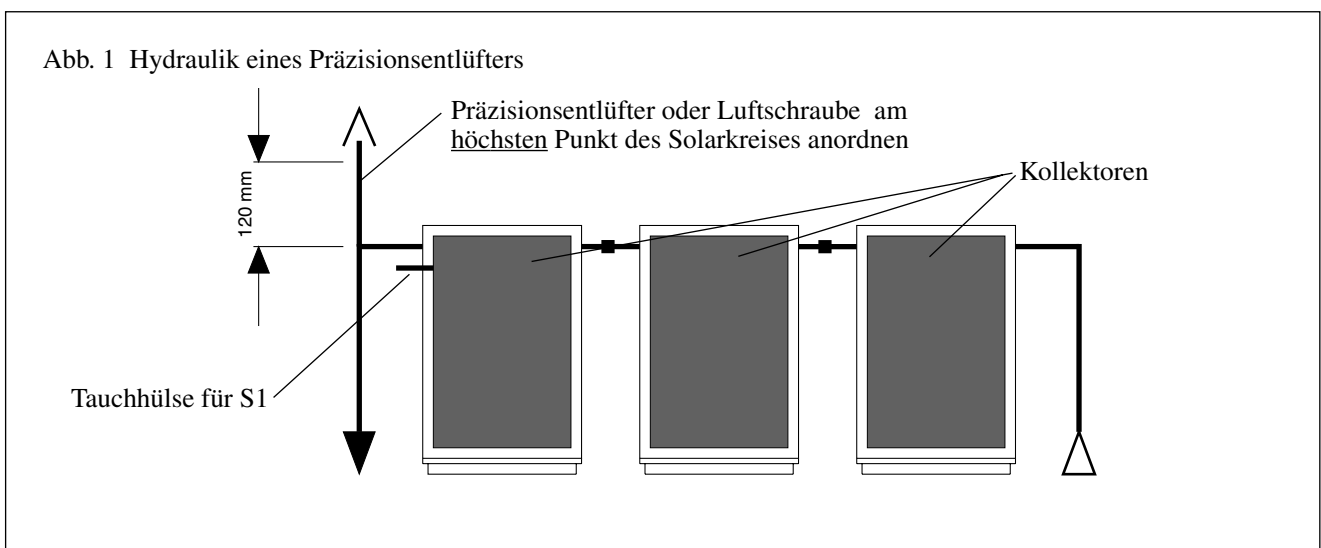 Abb. 1 Hydraulik eines Präzisionsentlüfters
Präzisionsentlüfter oder Luftschraube am
höchsten Punkt des Solarkreises anordnen
Kollektoren
120 mm
Tauchhülse für S1